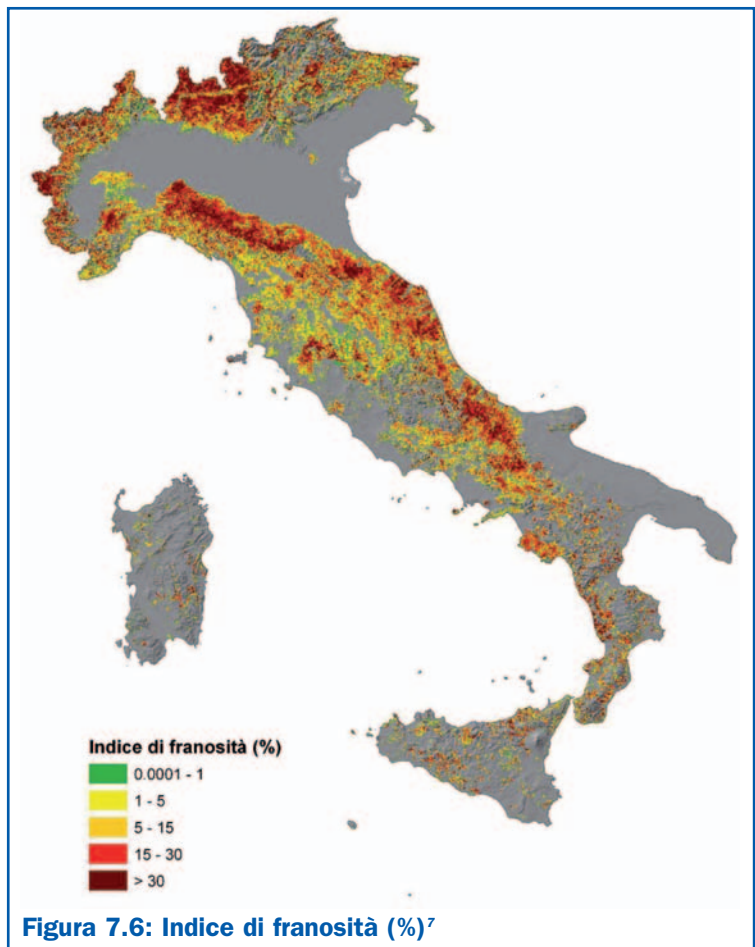 Indice di franosità (%)
0.0001 - 1
1 - 5
5 - 15
15 - 30
> 30
Figura 7.6: Indice di franosità (%)⁷